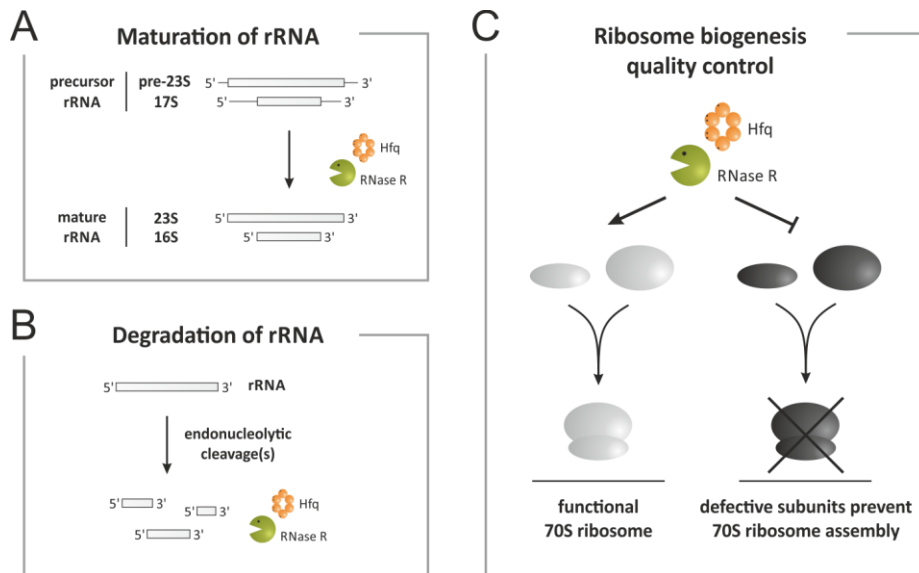 A
Maturation of rRNA
precursor pre-23S 5' 3'
rRNA 17S 5' 3'
Hfq
RNase R
mature 23S 5' 3'
rRNA 16S 5' 3'
B
Degradation of rRNA
5' 3' rRNA
endonucleolytic
cleavage(s)
5' 3' 5' 3'
5' 3'
Hfq
RNase R
C
Ribosome biogenesis
quality control
Hfq
RNase R
functional
70S ribosome
defective subunits prevent
70S ribosome assembly